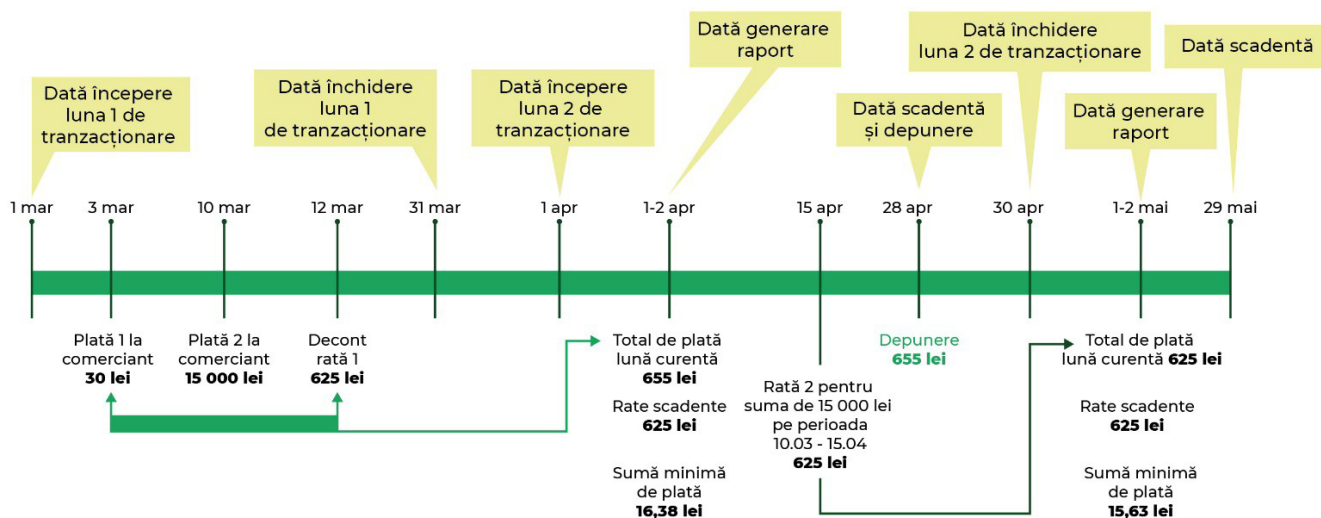 Dată începere
luna 1 de
tranzacționare
Dată închidere
luna 1
de tranzacționare
Dată începere
luna 2 de
tranzacționare
Dată generare
raport
Dată scadentă
și depunere
Dată închidere
luna 2 de tranzacționare
Dată generare
raport
Dată scadentă
1 mar
3 mar
10 mar
12 mar
31 mar
1 apr
1-2 apr
15 apr
28 apr
30 apr
1-2 mai
29 mai
Plată 1 la
comerciant
30 lei
Plată 2 la
comerciant
15 000 lei
Decont
rată 1
625 lei
Total de plată
lună curentă
655 lei
Rate scadente
625 lei
Sumă minimă
de plată
16,38 lei
Rată 2 pentru
suma de 15 000 lei
pe perioada
10.03 - 15.04
625 lei
Depunere
655 lei
Total de plată
lună curentă 625 lei
Rate scadente
625 lei
Sumă minimă
de plată
15,63 lei